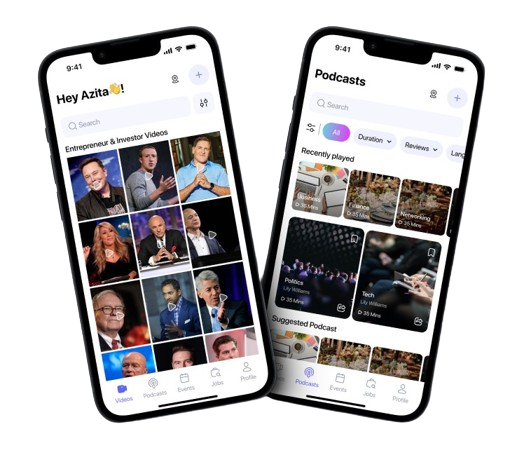 9:41
Hey Azita👋!
Search
Entrepreneur & Investor Videos
Videos
Podcasts
Events
Jobs
Profile
9:41
Podcasts
Search
All
Duration
Reviews
Lang
Recently played
Business
35 Mins
Finance
35 Mins
Networking
35 Mins
Politics
Lily Williams
35 Mins
Tech
Lily Williams
35 Mins
Suggested Podcast
Podcasts
Events
Jobs
Profile